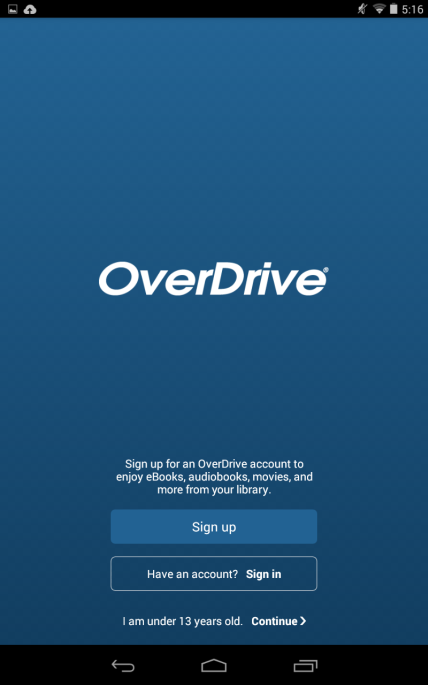 5:16
OverDrive®
Sign up for an OverDrive account to
enjoy eBooks, audiobooks, movies, and
more from your library.
Sign up
Have an account? Sign in
I am under 13 years old. Continue >